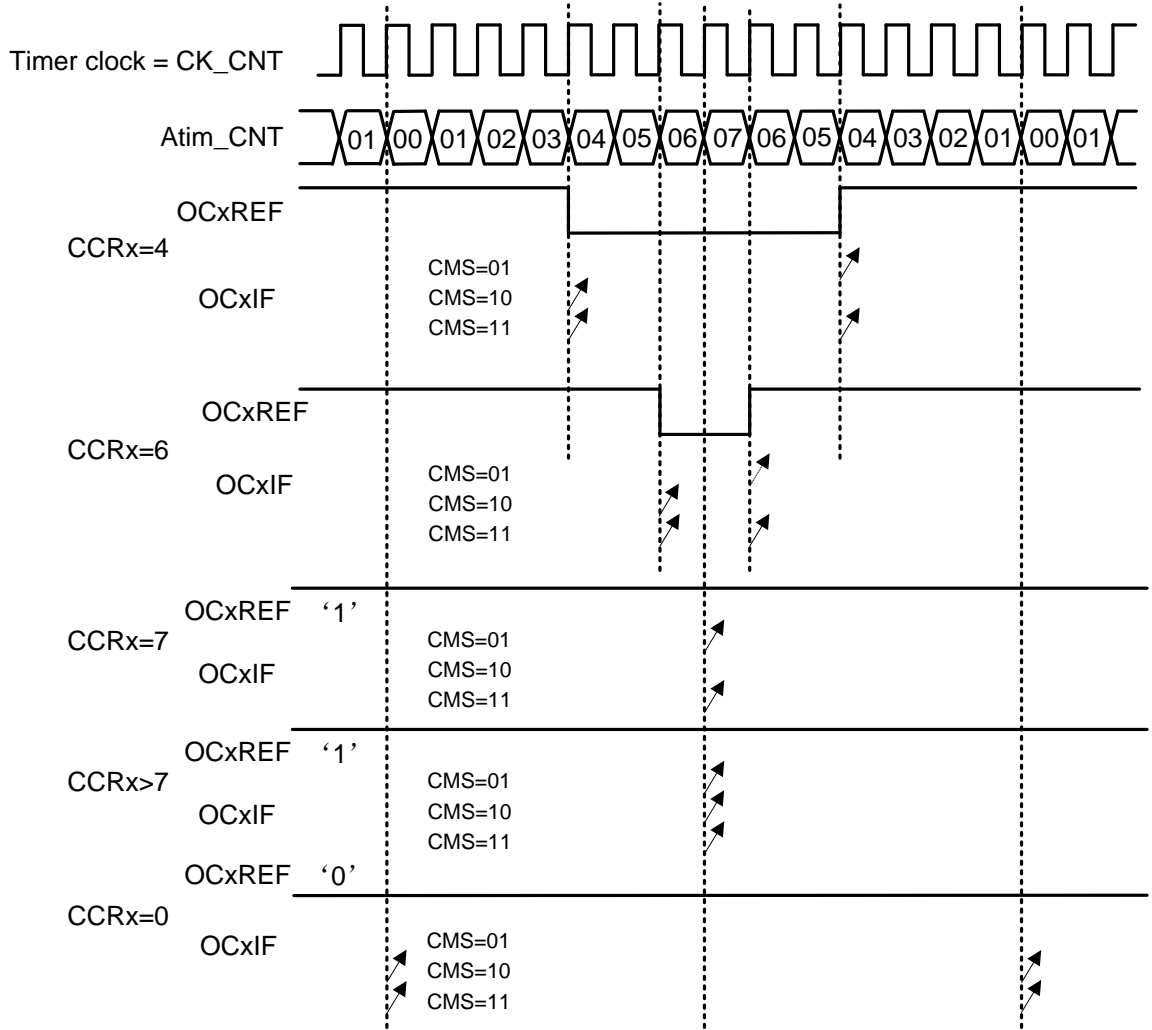 Timer clock = CK_CNT
Atim_CNT 01 00 01 02 03 04 05 06 07 06 05 04 03 02 01 00 01
OCxREF
CCRx=4
CMS=01
OCxIF CMS=10
CMS=11
OCxREF
CCRx=6
CMS=01
OCxIF CMS=10
CMS=11
OCxREF ‘1’
CCRx=7 CMS=01
OCxIF CMS=10
CMS=11
OCxREF ‘1’
CCRx>7 CMS=01
OCxIF CMS=10
CMS=11
OCxREF ‘0’
CCRx=0
OCxIF CMS=01
CMS=10
CMS=11